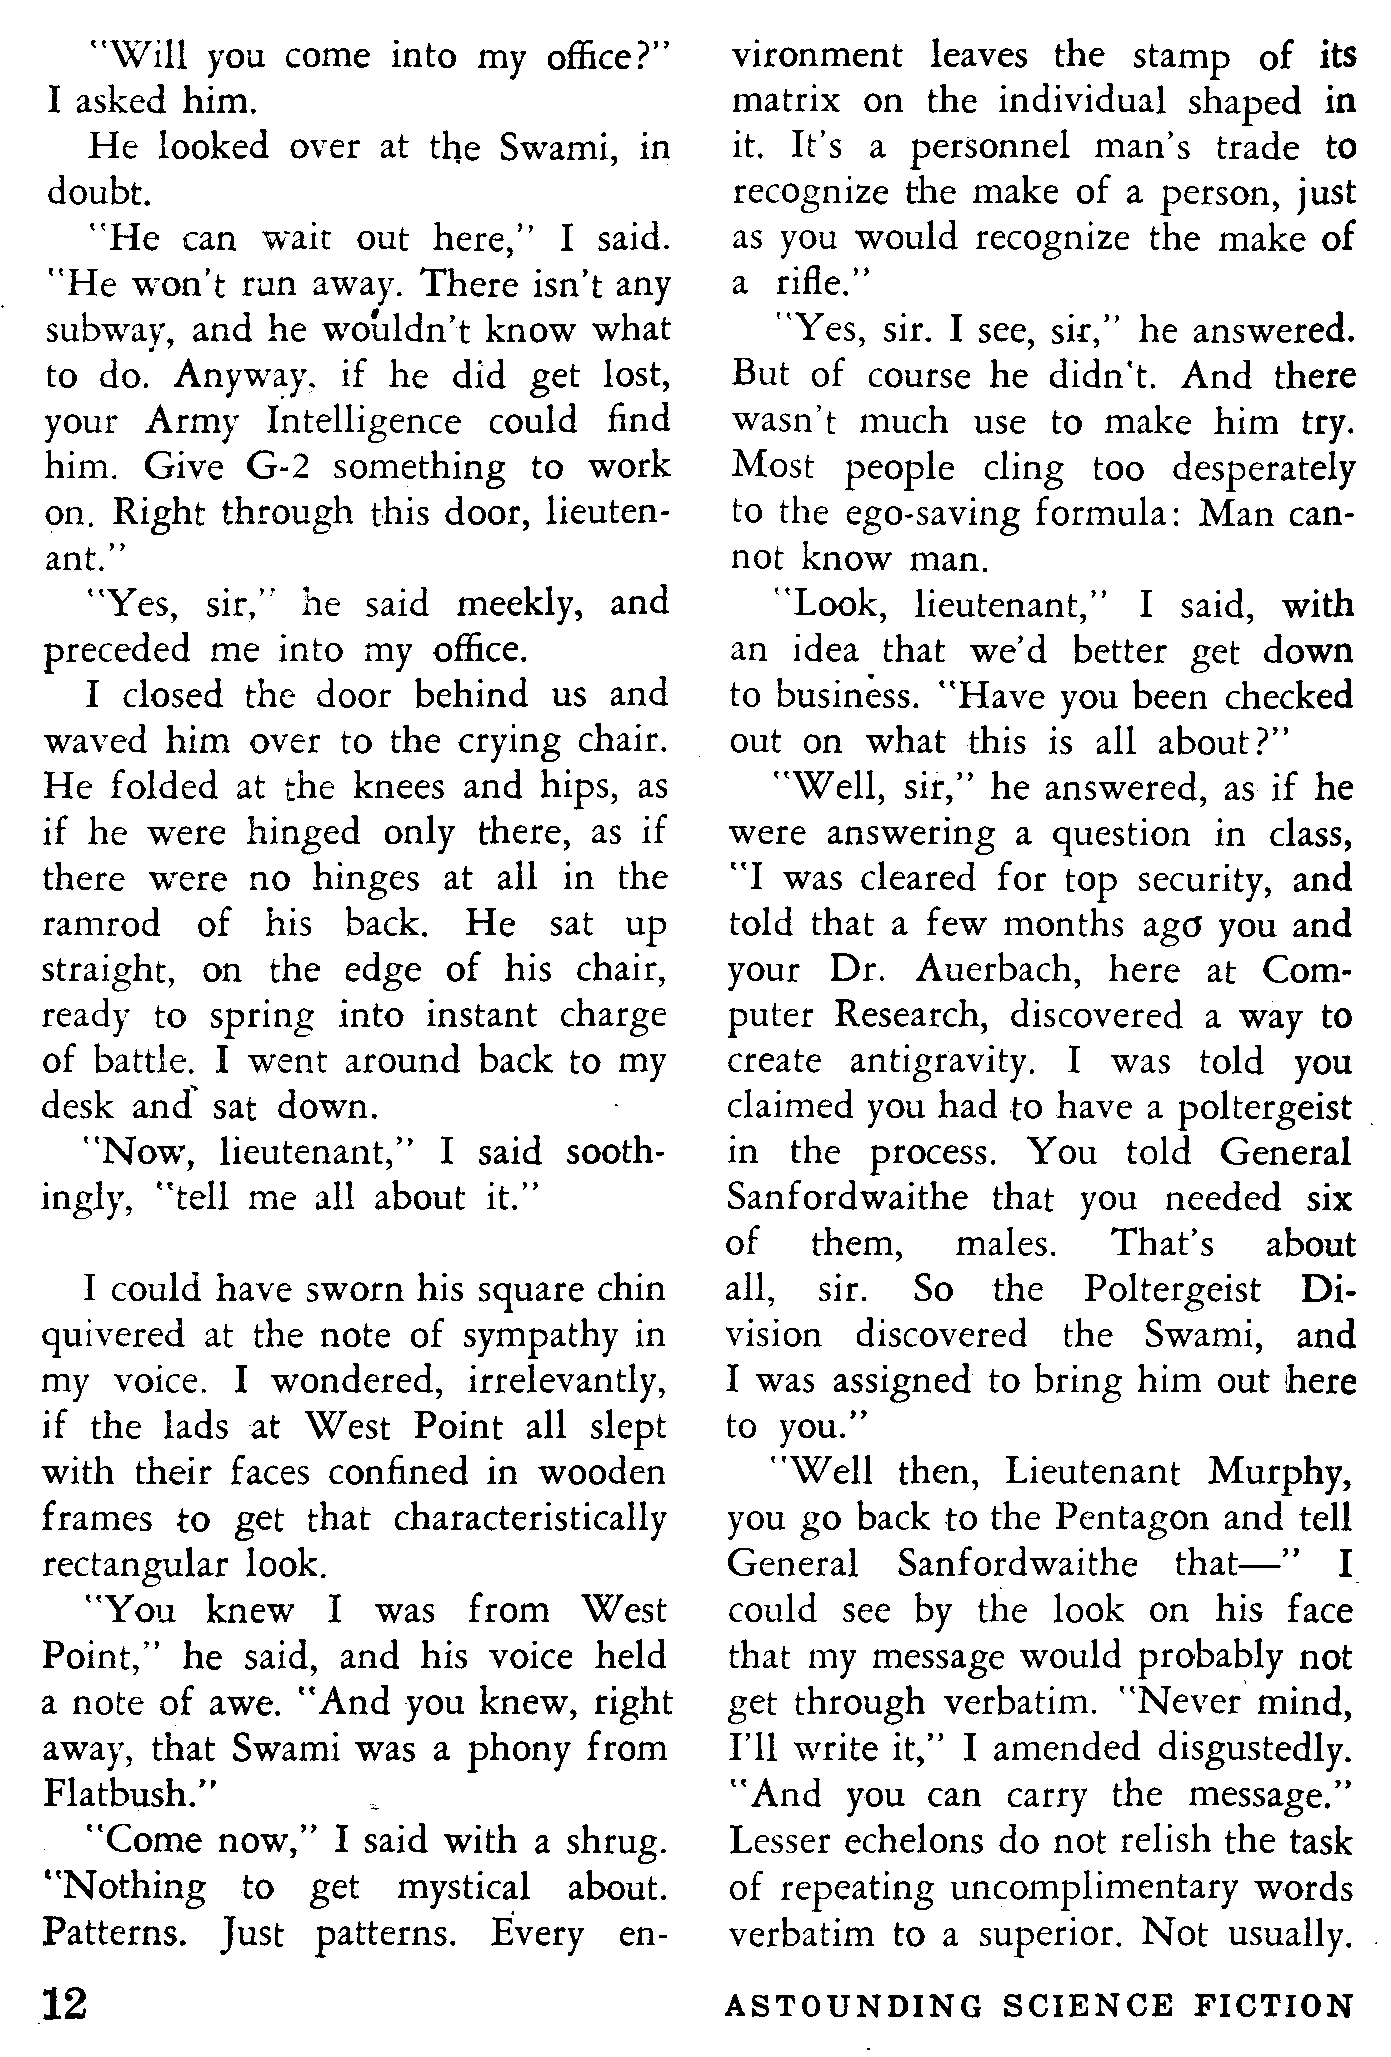 "Will you come into my office?"
I asked him.
He looked over at the Swami, in
doubt.
"He can wait out here," I said.
"He won't run away. There isn't any
subway, and he wouldn't know what
to do. Anyway, if he did get lost,
your Army Intelligence could find
him. Give G-2 something to work
on. Right through this door, lieuten-
ant."
"Yes, sir," he said meekly, and
preceded me into my office.
I closed the door behind us and
waved him over to the crying chair.
He folded at the knees and hips, as
if he were hinged only there, as if
there were no hinges at all in the
ramrod of his back. He sat up
straight, on the edge of his chair,
ready to spring into instant charge
of battle. I went around back to my
desk and sat down.
"Now, lieutenant," I said sooth-
ingly, "tell me all about it."
I could have sworn his square chin
quivered at the note of sympathy in
my voice. I wondered, irrelevantly,
if the lads at West Point all slept
with their faces confined in wooden
frames to get that characteristically
rectangular look.
"You knew I was from West
Point," he said, and his voice held
a note of awe. "And you knew, right
away, that Swami was a phony from
Flatbush."
"Come now," I said with a shrug.
"Nothing to get mystical about.
Patterns. Just patterns. Every en-
vironment leaves the stamp of its
matrix on the individual shaped in
it. It's a personnel man's trade to
recognize the make of a person, just
as you would recognize the make of
a rifle."
"Yes, sir. I see, sir," he answered.
But of course he didn't. And there
wasn't much use to make him try.
Most people cling too desperately
to the ego-saving formula: Man can-
not know man.
"Look, lieutenant," I said, with
an idea that we'd better get down
to business. "Have you been checked
out on what this is all about?"
"Well, sir," he answered, as if he
were answering a question in class,
"I was cleared for top security, and
told that a few months ago you and
your Dr. Auerbach, here at Com-
puter Research, discovered a way to
create antigravity. I was told you
claimed you had to have a poltergeist
in the process. You told General
Sanfordwaithe that you needed six
of them, males. That's about
all, sir. So the Poltergeist Di-
vision discovered the Swami, and
I was assigned to bring him out here
to you."
"Well then, Lieutenant Murphy,
you go back to the Pentagon and tell
General Sanfordwaithe that—" I
could see by the look on his face
that my message would probably not
get through verbatim. "Never mind,
I'll write it," I amended disgustedly.
"And you can carry the message."
Lesser echelons do not relish the task
of repeating uncomplimentary words
verbatim to a superior. Not usually.
12
ASTOUNDING SCIENCE FICTION